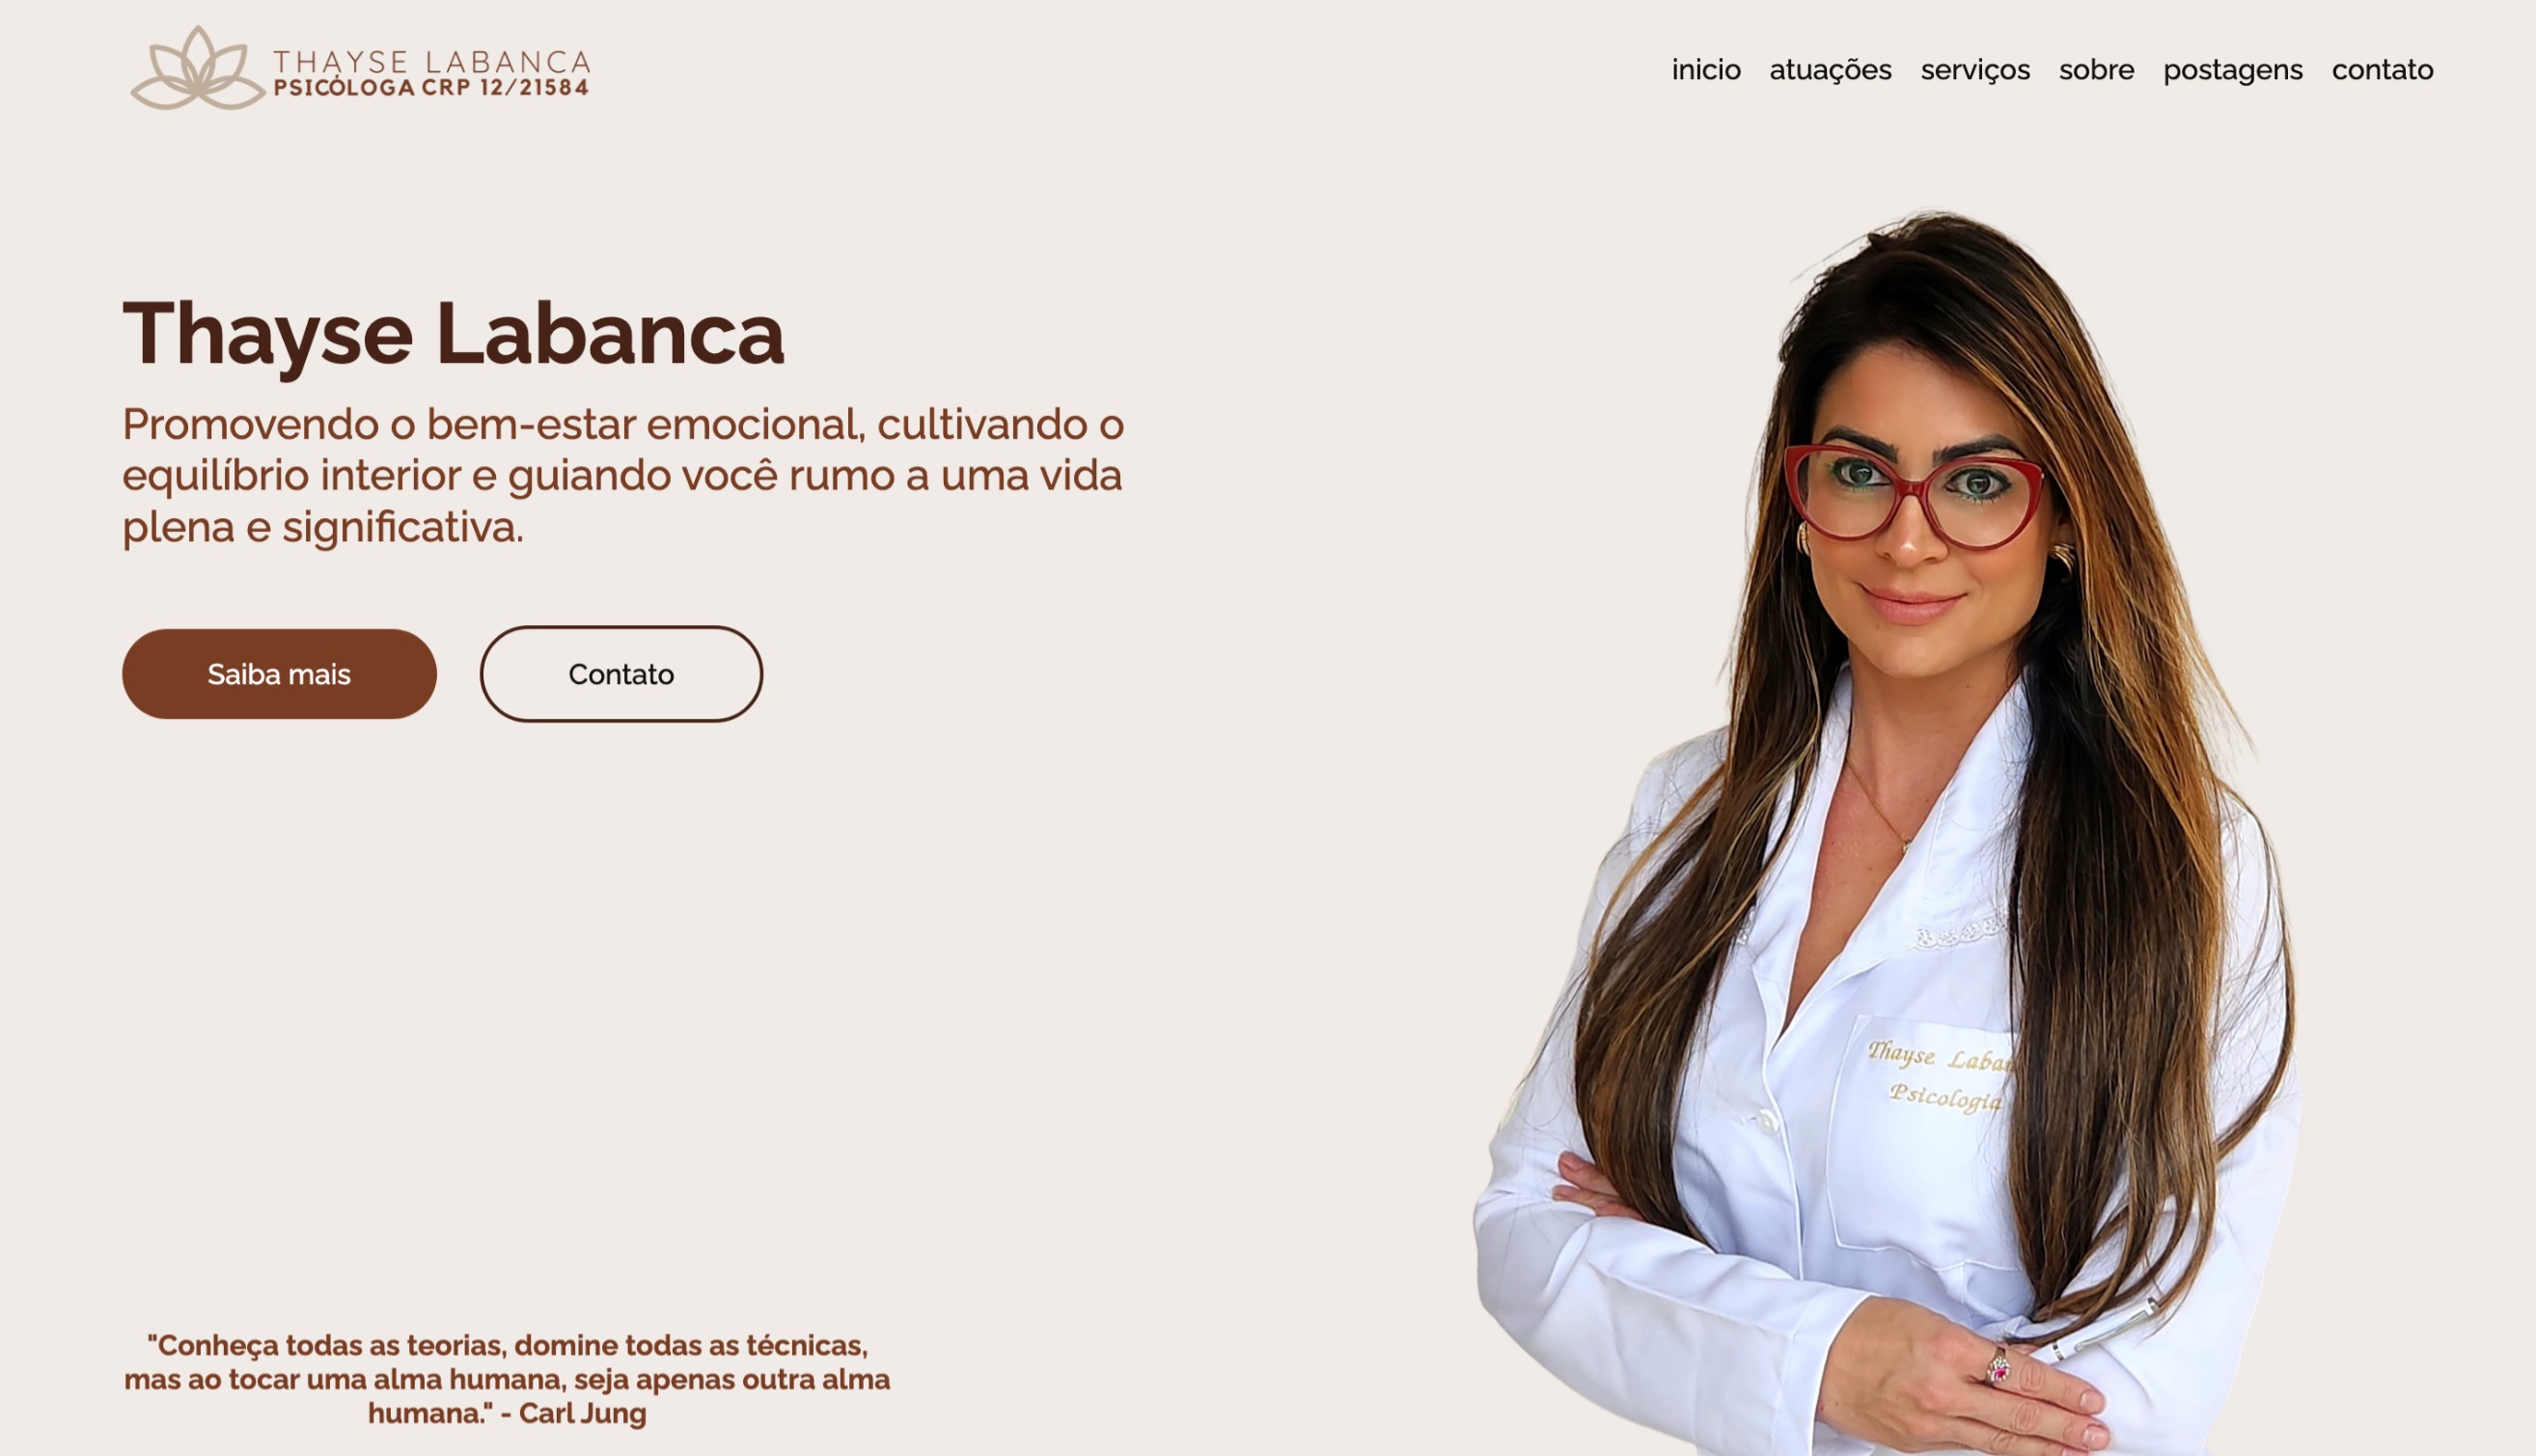 THAYSE LABANCA
PSICÓLOGA CRP 12/21584
inicio atuações serviços sobre postagens contato
Thayse Labanca
Promovendo o bem-estar emocional, cultivando o
equilíbrio interior e guiando você rumo a uma vida
plena e significativa.
Saiba mais
Contato
Thayse Laban
Psicologia
"Conheça todas as teorias, domine todas as técnicas,
mas ao tocar uma alma humana, seja apenas outra alma
humana." - Carl Jung